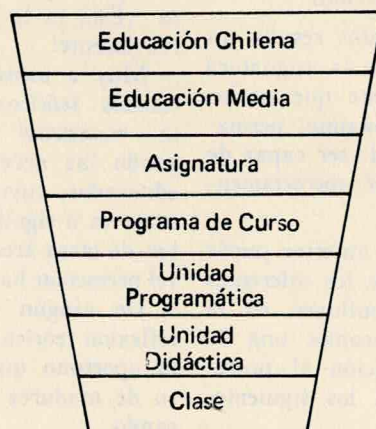 Educación Chilena
Educación Media
Asignatura
Programa de Curso
Unidad
Programática
Unidad
Didáctica
Clase